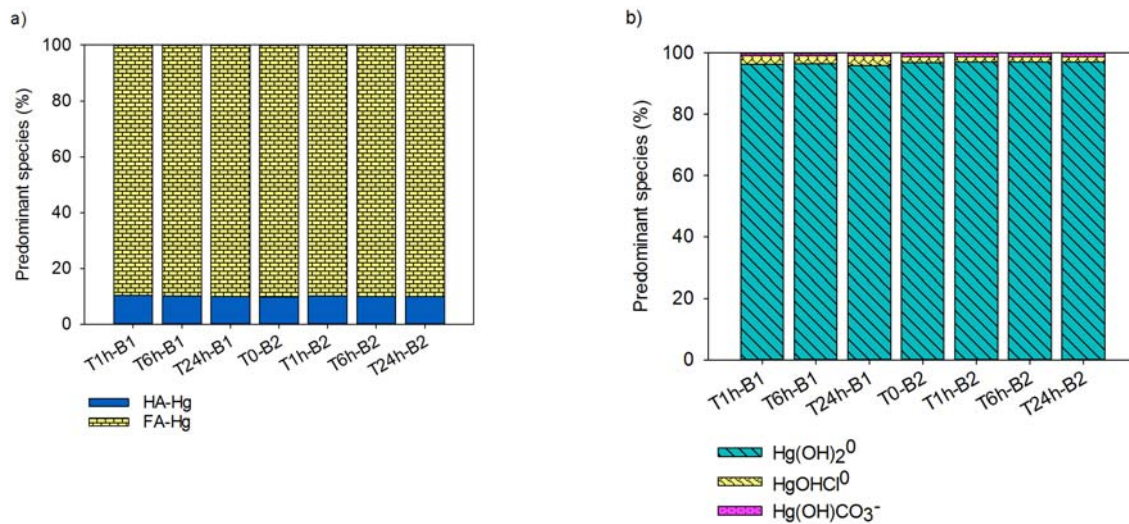 a)
Predominant species (%)
100
80
60
40
20
0
T1h-B1
T6h-B1
T24h-B1
T0-B2
T1h-B2
T6h-B2
T24h-B2
HA-Hg
FA-Hg
b)
Predominant species (%)
100
80
60
40
20
0
T1h-B1
T6h-B1
T24h-B1
T0-B2
T1h-B2
T6h-B2
T24h-B2
Hg(OH)₂⁰
HgOHCl⁰
Hg(OH)CO₃⁻